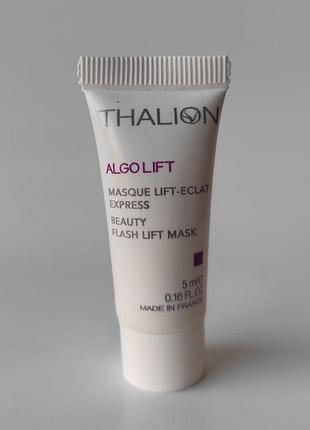 THALION
ALGO LIFT
MASQUE LIFT-ECLAT
EXPRESS
BEAUTY
FLASH LIFT MASK
5 ml e
0.16 FL.OZ
MADE IN FRANCE